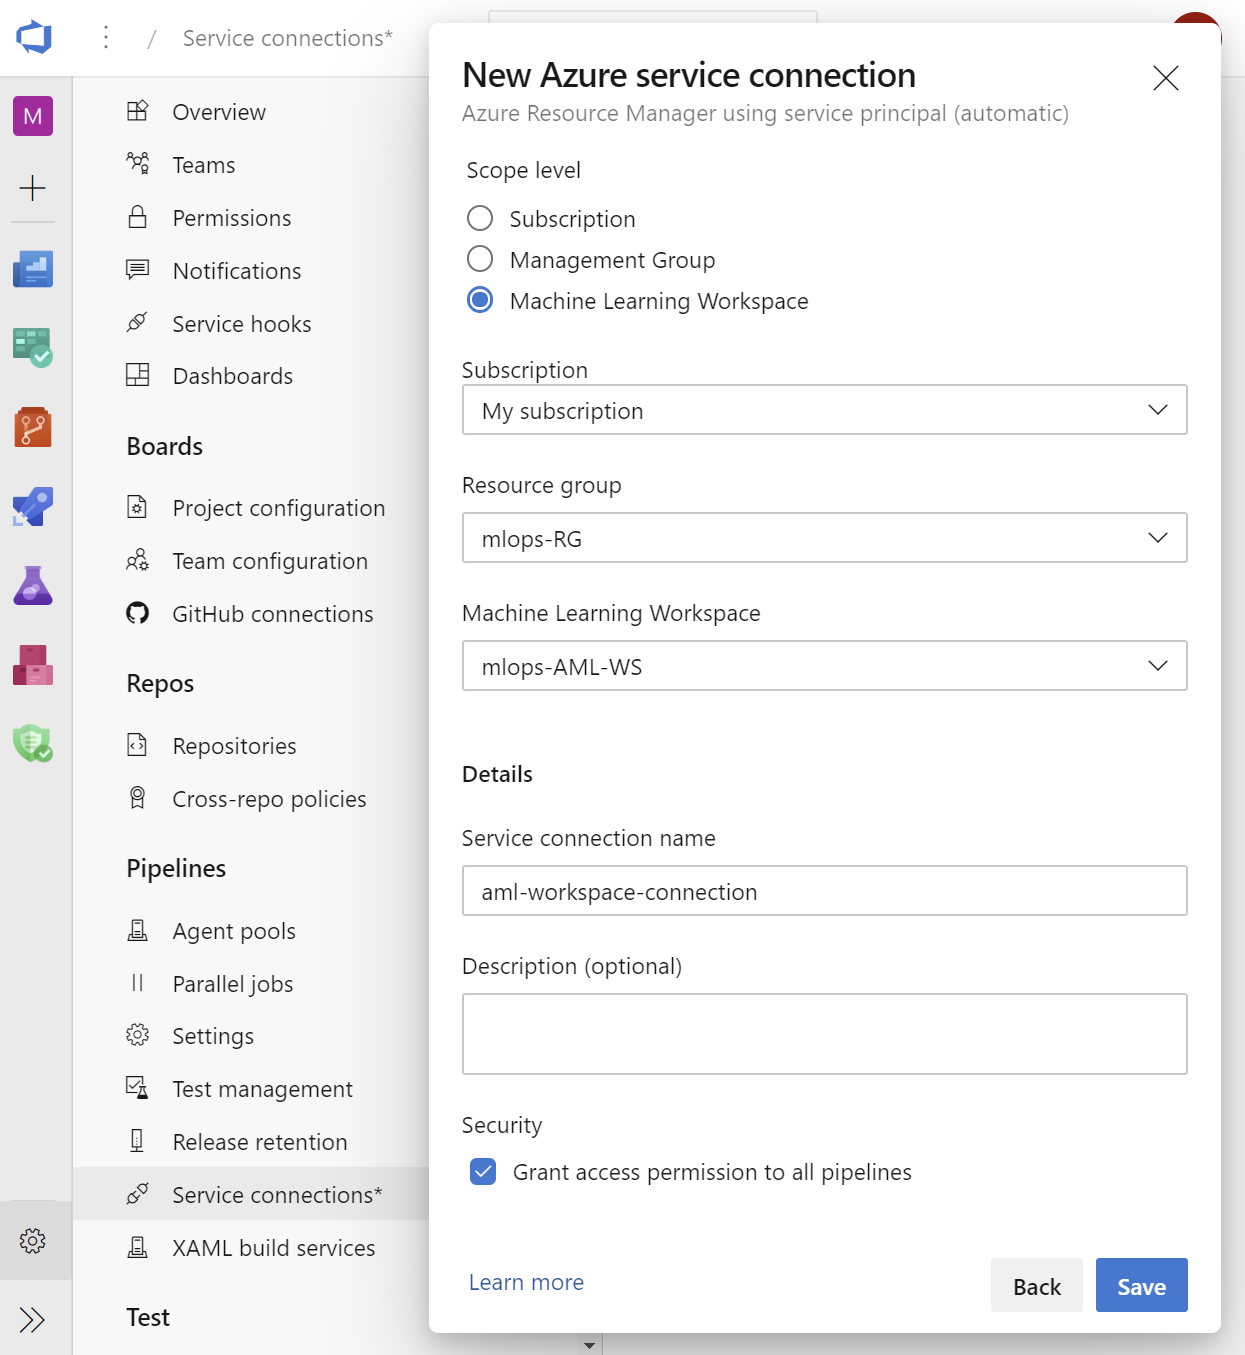 / Service connections*
M
Overview
Teams
Permissions
Notifications
Service hooks
Dashboards
Boards
Project configuration
Team configuration
GitHub connections
Repos
Repositories
Cross-repo policies
Pipelines
Agent pools
Parallel jobs
Settings
Test management
Release retention
Service connections*
XAML build services
Test
New Azure service connection
Azure Resource Manager using service principal (automatic)
Scope level
Subscription
Management Group
Machine Learning Workspace
Subscription
My subscription
Resource group
mlops-RG
Machine Learning Workspace
mlops-AML-WS
Details
Service connection name
aml-workspace-connection
Description (optional)
Security
Grant access permission to all pipelines
Learn more
Back
Save